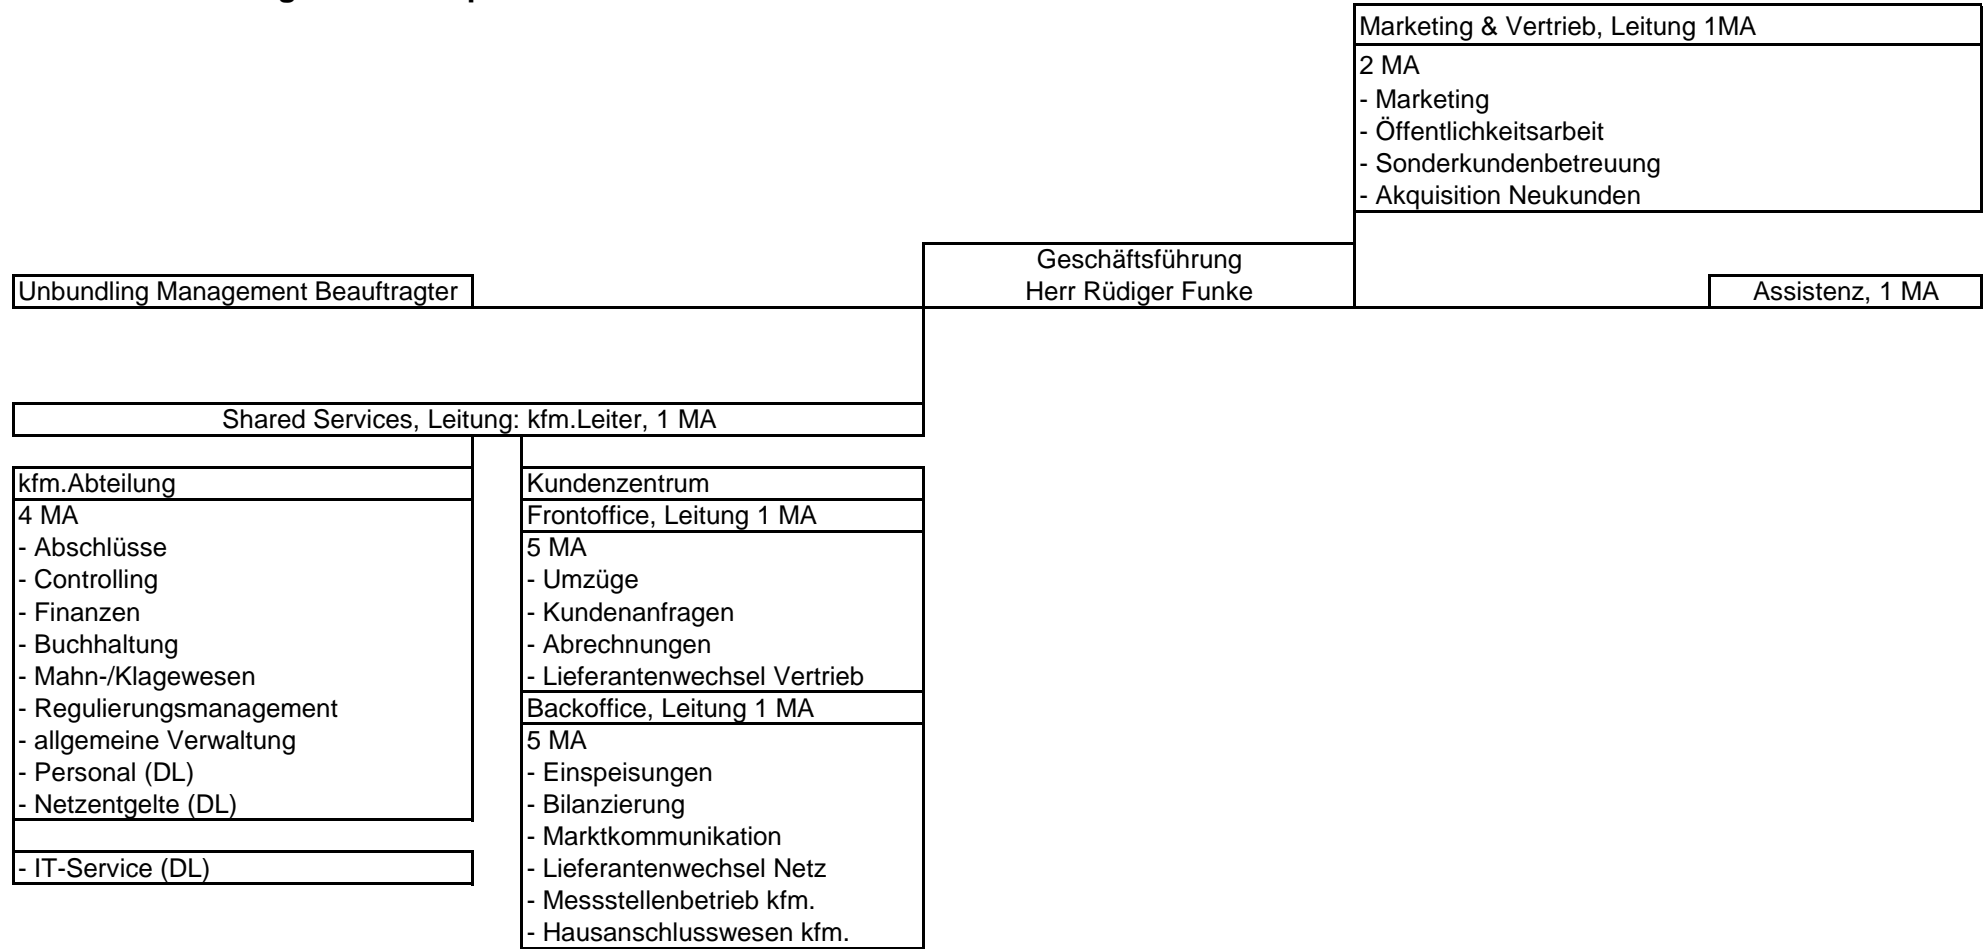 Marketing & Vertrieb, Leitung 1MA
2 MA
- Marketing
- Öffentlichkeitsarbeit
- Sonderkundenbetreuung
- Akquisition Neukunden
Geschäftsführung
Herr Rüdiger Funke
Unbundling Management Beauftragter
Assistenz, 1 MA
Shared Services, Leitung: kfm.Leiter, 1 MA
kfm.Abteilung
4 MA
- Abschlüsse
- Controlling
- Finanzen
- Buchhaltung
- Mahn-/Klagewesen
- Regulierungsmanagement
- allgemeine Verwaltung
- Personal (DL)
- Netzentgelte (DL)
- IT-Service (DL)
Kundenzentrum
Frontoffice, Leitung 1 MA
5 MA
- Umzüge
- Kundenanfragen
- Abrechnungen
- Lieferantenwechsel Vertrieb
Backoffice, Leitung 1 MA
5 MA
- Einspeisungen
- Bilanzierung
- Marktkommunikation
- Lieferantenwechsel Netz
- Messstellenbetrieb kfm.
- Hausanschlusswesen kfm.